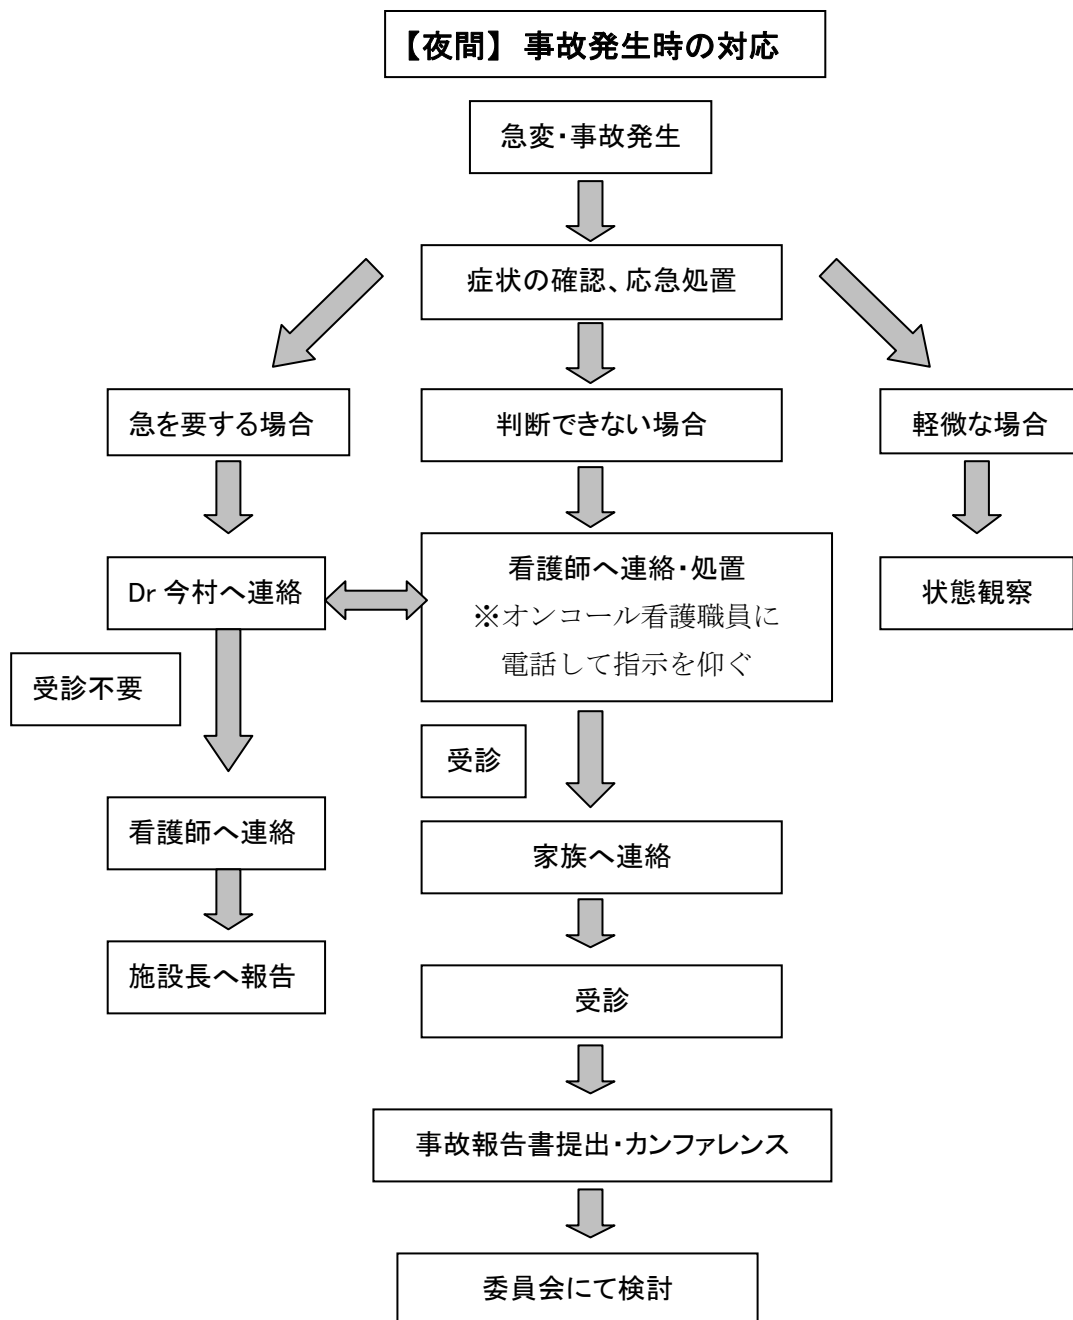 【夜間】 事故発生時の対応
急変・事故発生
症状の確認、応急処置
急を要する場合
判断できない場合
軽微な場合
Dr 今村へ連絡
看護師へ連絡・処置
※オンコール看護職員に
電話して指示を仰ぐ
状態観察
受診不要
受診
看護師へ連絡
家族へ連絡
施設長へ報告
受診
事故報告書提出・カンファレンス
委員会にて検討